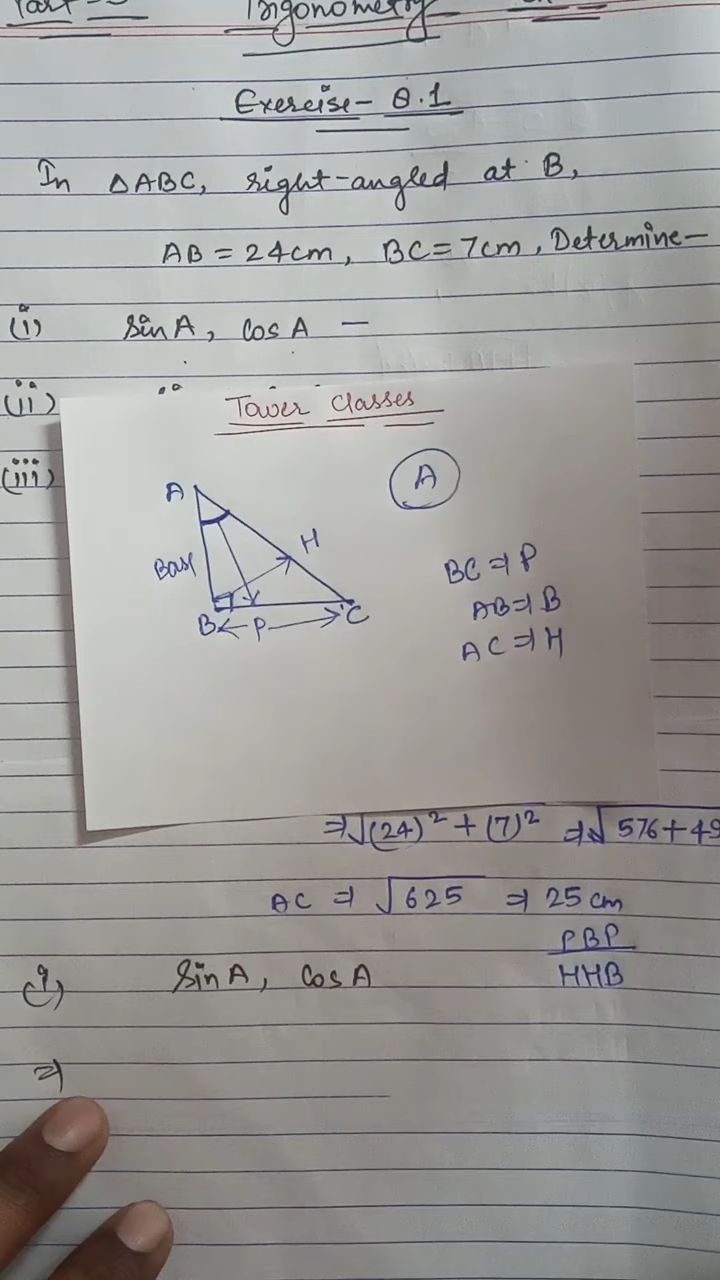 Trigonometry
Exercise- 8.1
In ΔABC, right-angled at B,
AB = 24cm, BC = 7cm, Determine-
(i) sin A, cos A —
(ii)
(iii)
Tower Classes
A
A
Base
H
B
P
C
BC ⇒ P
AB ⇒ B
AC ⇒ H
⇒ √(24)² + (7)² ⇒ √576 + 49
AC ⇒ √625 ⇒ 25 cm
PBP
HHB
(i) sin A, cos A
⇒